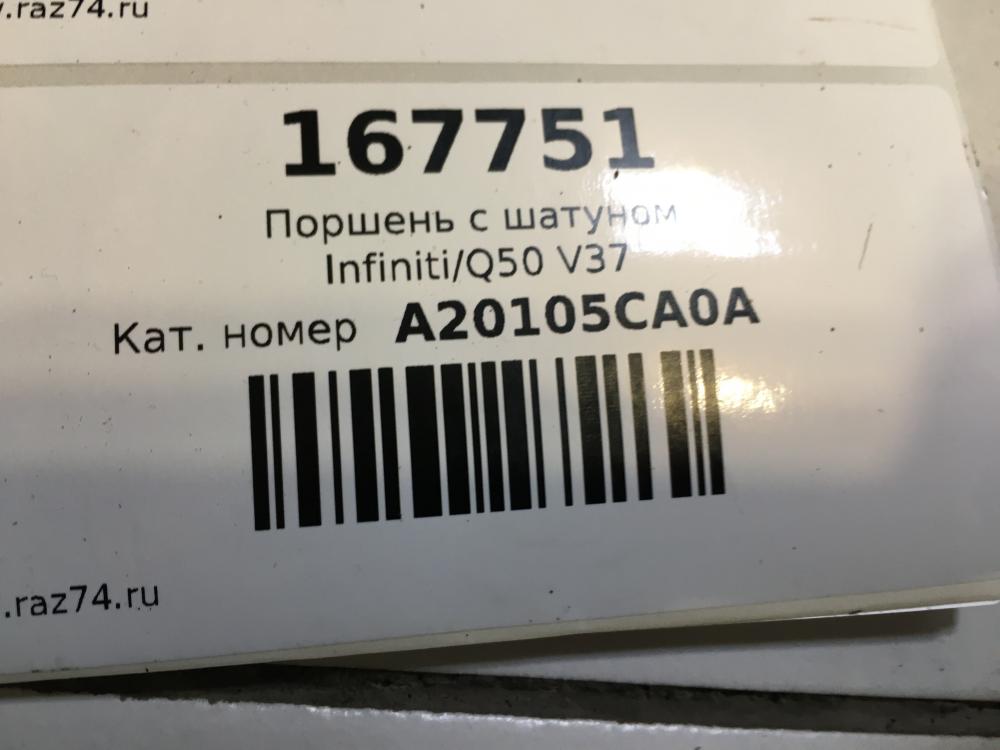 .raz74.ru
167751
Поршень с шатуном
Infiniti/Q50 V37
Кат. номер A20105CA0A
.raz74.ru